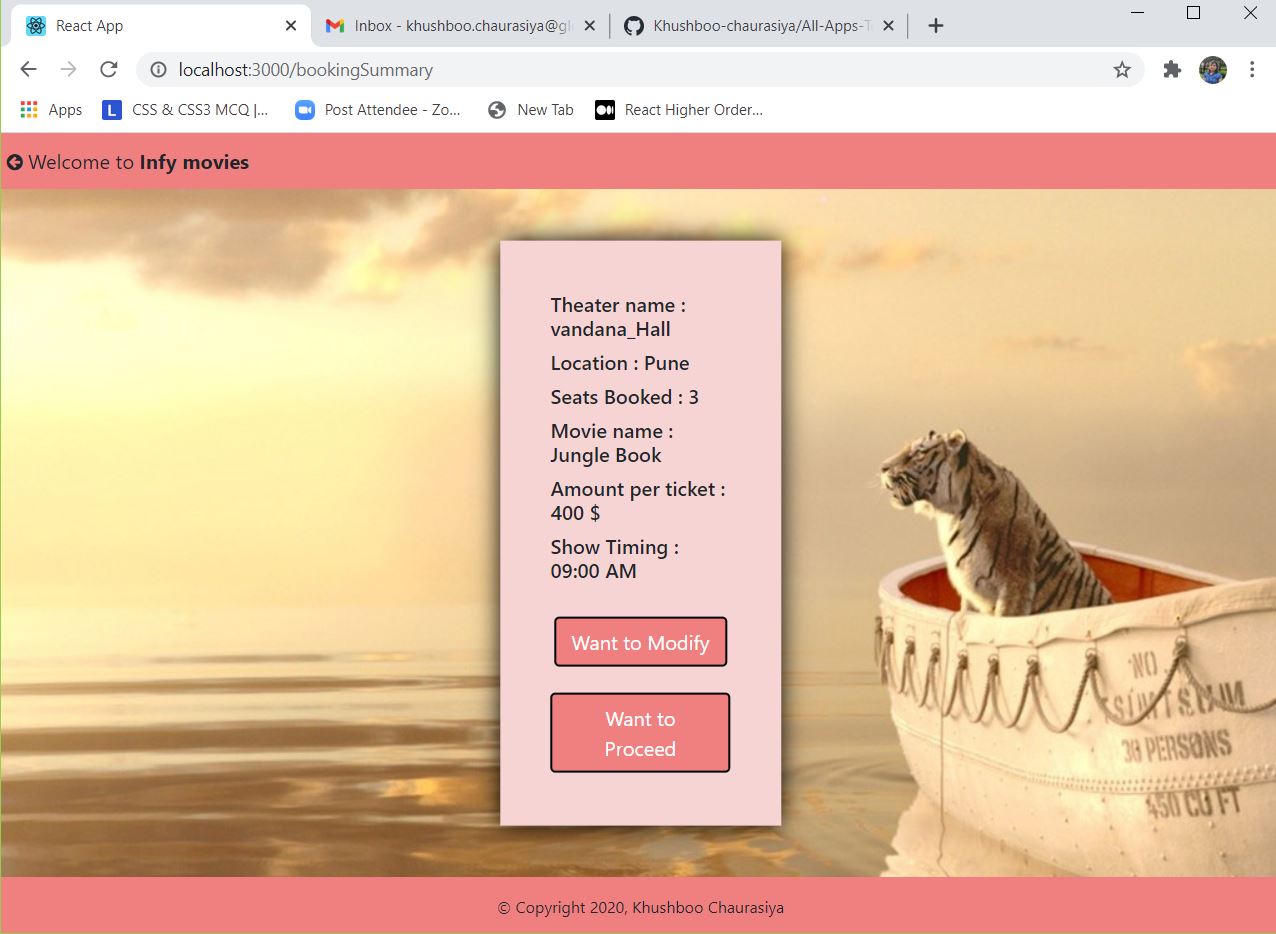 React App
Inbox - khushboo.chaurasiya@gl
Khushboo-chaurasiya/All-Apps-T
localhost:3000/bookingSummary
Apps
L
CSS & CSS3 MCQ |...
Post Attendee - Zo...
New Tab
React Higher Order...
Welcome to Infy movies
Theater name :
vandana_Hall
Location : Pune
Seats Booked : 3
Movie name :
Jungle Book
Amount per ticket :
400 $
Show Timing :
09:00 AM
Want to Modify
Want to
Proceed
NO.
30 PERSONS
450 CU FT
© Copyright 2020, Khushboo Chaurasiya